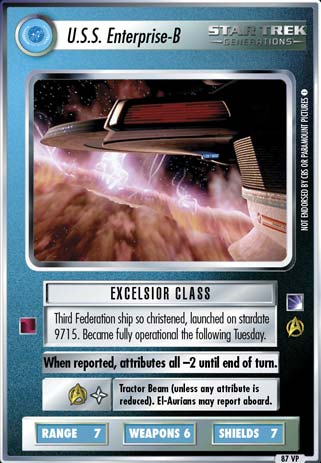 U.S.S. Enterprise-B
STAR TREK
GENERATIONS
NOT ENDORSED BY CBS OR PARAMOUNT PICTURES
EXCELSIOR CLASS
Third Federation ship so christened, launched on stardate
9715. Became fully operational the following Tuesday.
When reported, attributes all –2 until end of turn.
Tractor Beam (unless any attribute is
reduced). El-Aurians may report aboard.
RANGE 7 WEAPONS 6 SHIELDS 7
87 VP